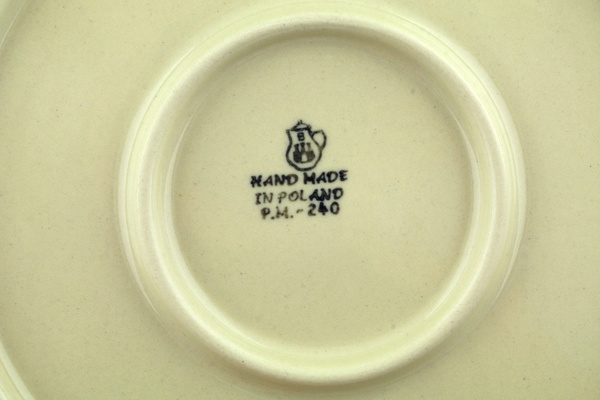 B
HAND MADE
IN POLAND
P.M.-240